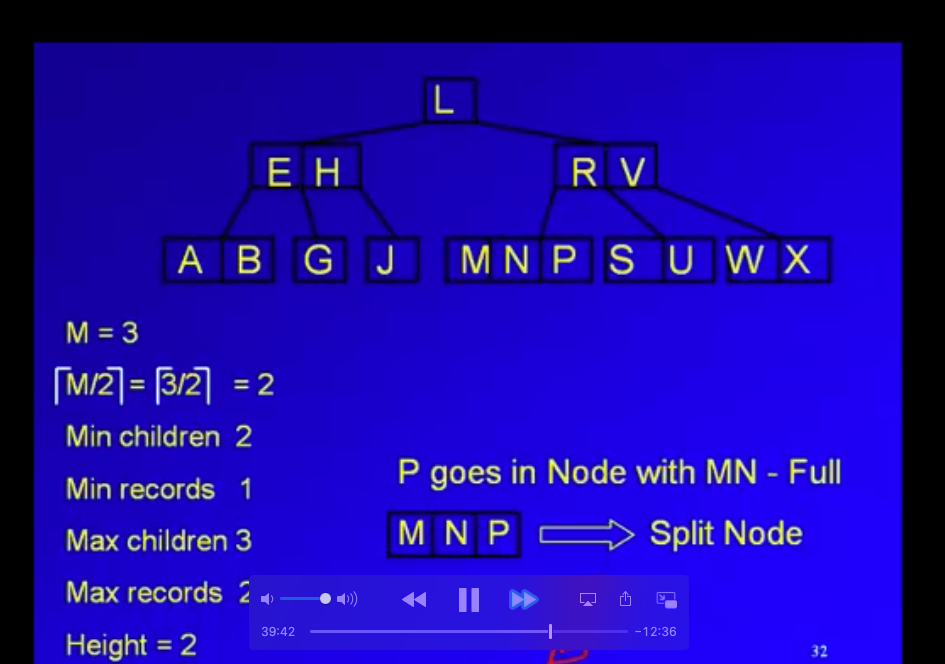 L
E H R V
A B G J M N P S U W X
M = 3
⌈M/2⌉ = ⌈3/2⌉ = 2
Min children 2
Min records 1
Max children 3
Max records 2
Height = 2
P goes in Node with MN - Full
M N P Split Node
39:42 -12:36
32